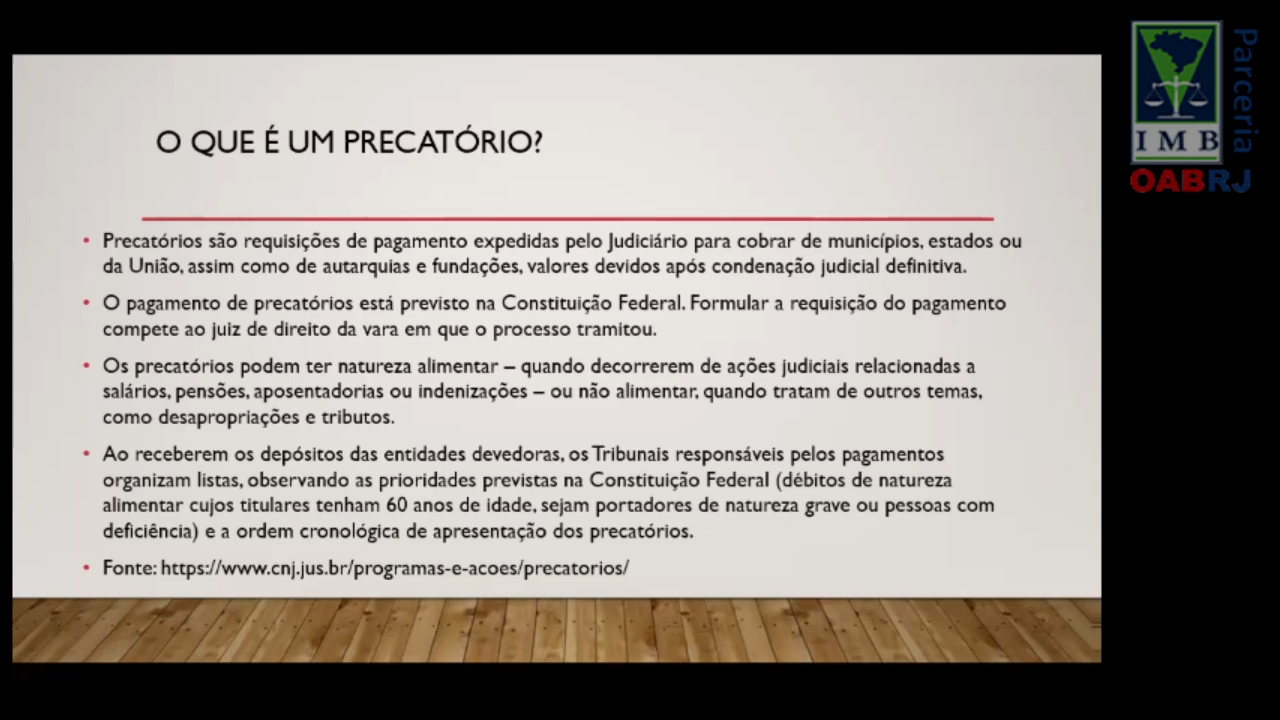 O QUE É UM PRECATÓRIO?
• Precatórios são requisições de pagamento expedidas pelo Judiciário para cobrar de municípios, estados ou
da União, assim como de autarquias e fundações, valores devidos após condenação judicial definitiva.
• O pagamento de precatórios está previsto na Constituição Federal. Formular a requisição do pagamento
compete ao juiz de direito da vara em que o processo tramitou.
• Os precatórios podem ter natureza alimentar – quando decorrerem de ações judiciais relacionadas a
salários, pensões, aposentadorias ou indenizações – ou não alimentar, quando tratam de outros temas,
como desapropriações e tributos.
• Ao receberem os depósitos das entidades devedoras, os Tribunais responsáveis pelos pagamentos
organizam listas, observando as prioridades previstas na Constituição Federal (débitos de natureza
alimentar cujos titulares tenham 60 anos de idade, sejam portadores de natureza grave ou pessoas com
deficiência) e a ordem cronológica de apresentação dos precatórios.
• Fonte: https://www.cnj.jus.br/programas-e-acoes/precatorios/
IMB
Parceria
OABRJ